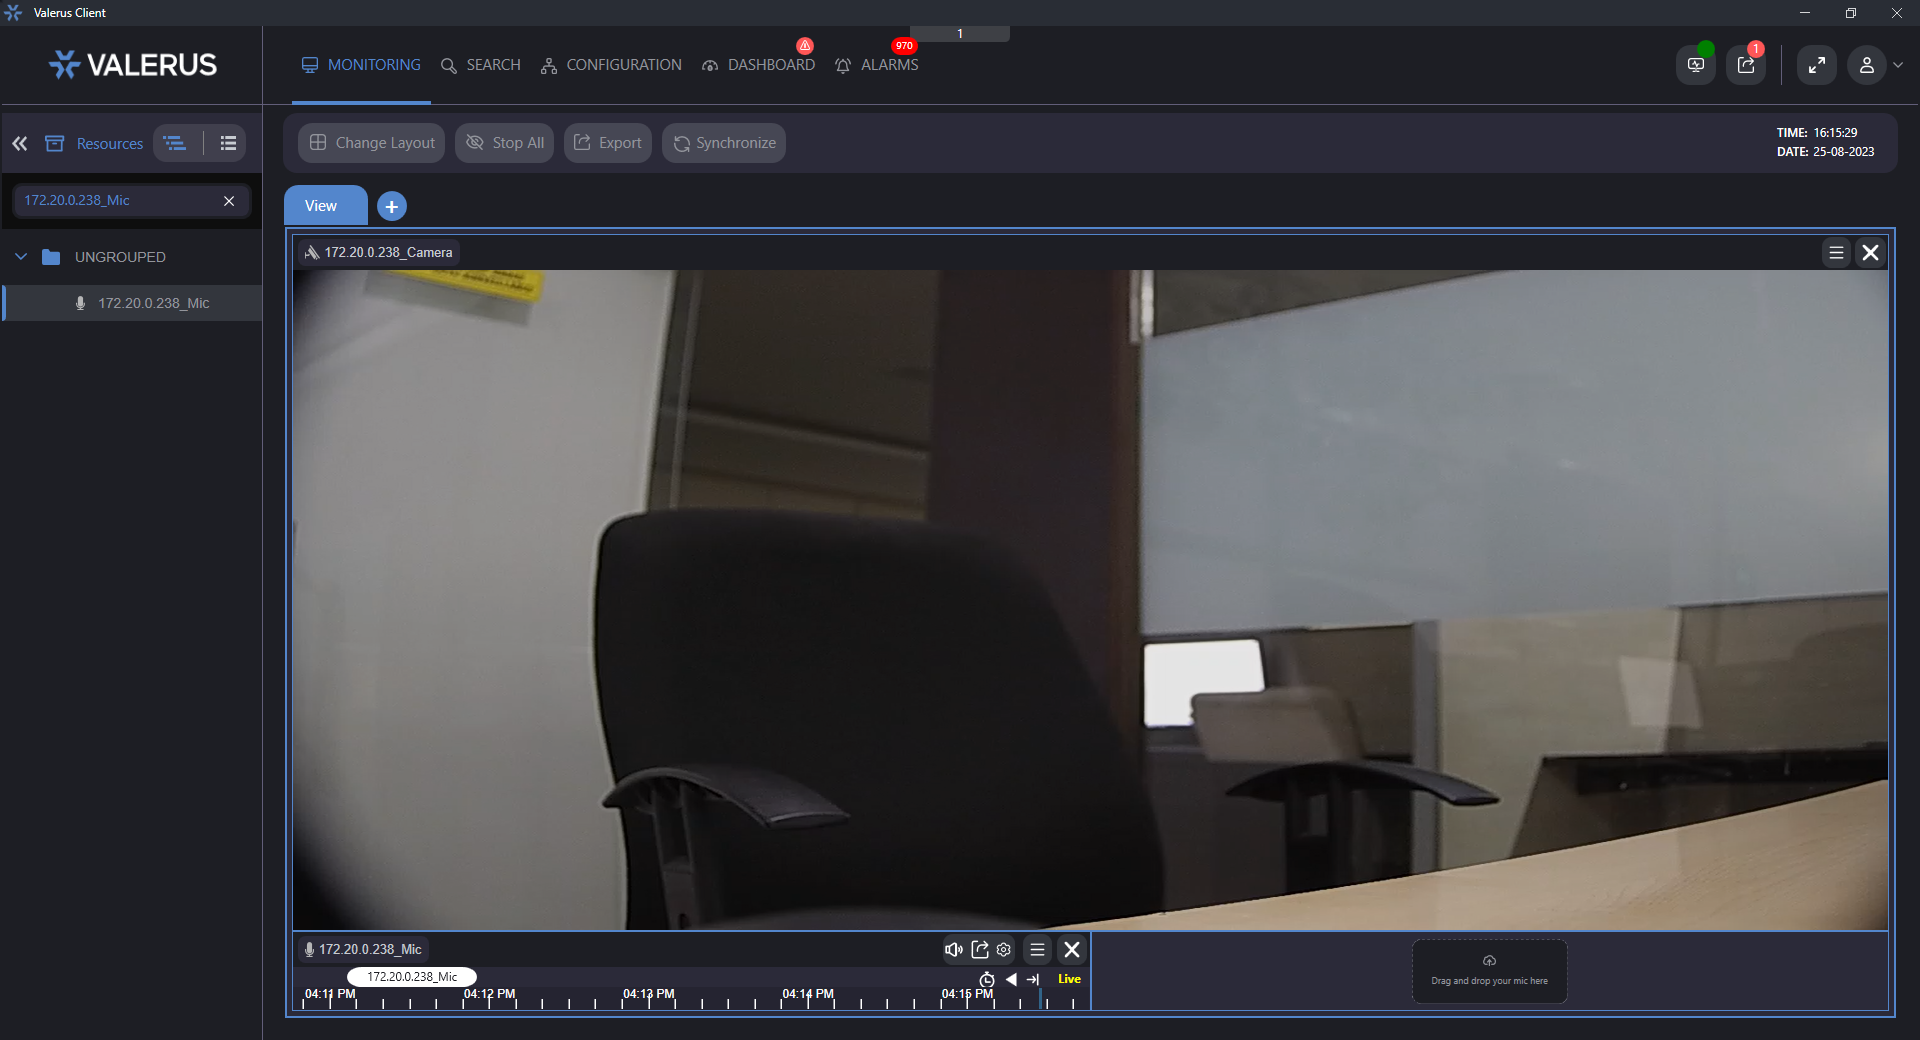 Valerus Client
1
VALERUS
MONITORING
SEARCH
CONFIGURATION
DASHBOARD
970
ALARMS
1
Resources
Change Layout
Stop All
Export
Synchronize
TIME: 16:15:29
DATE: 25-08-2023
172.20.0.238_Mic
View
UNGROUPED
172.20.0.238_Camera
172.20.0.238_Mic
172.20.0.238_Mic
172.20.0.238_Mic
Live
04:11 PM 04:12 PM 04:13 PM 04:14 PM 04:15 PM
Drag and drop your mic here